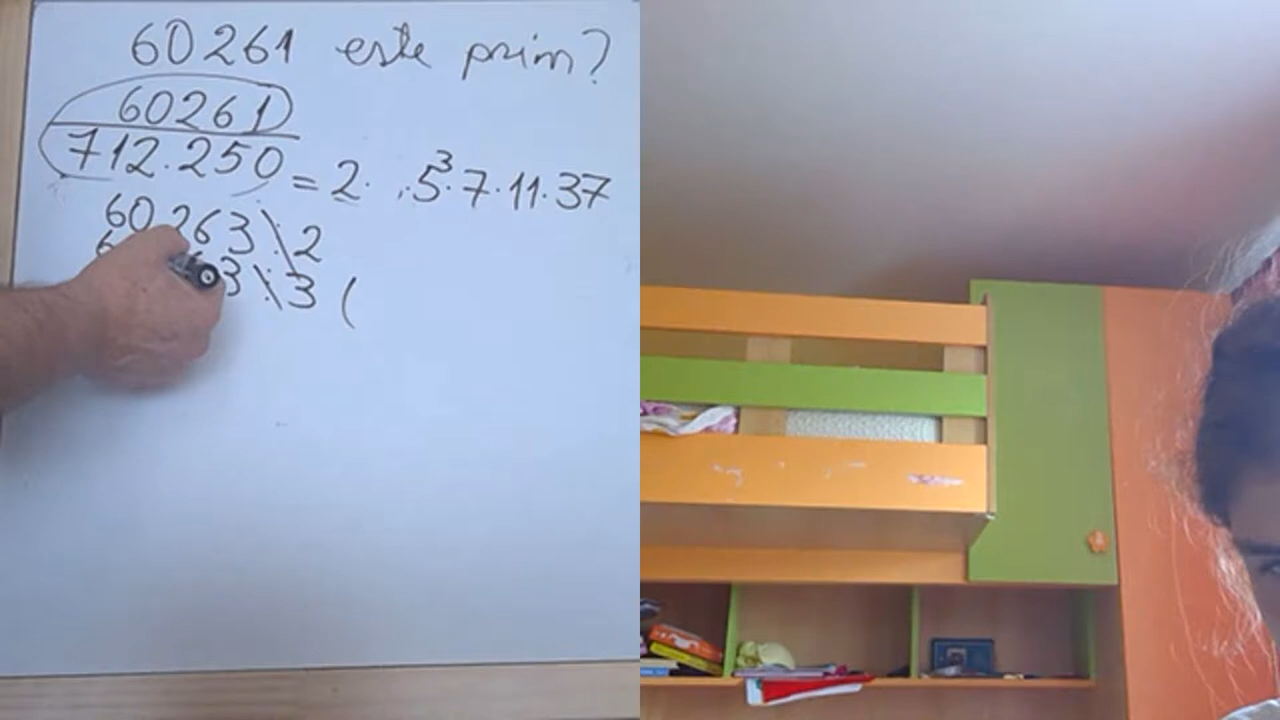 60261 este prim?
60261
712.250 = 2. .5³.7.11.37
60263 ⋮ 2
3 ⋮ 3 (